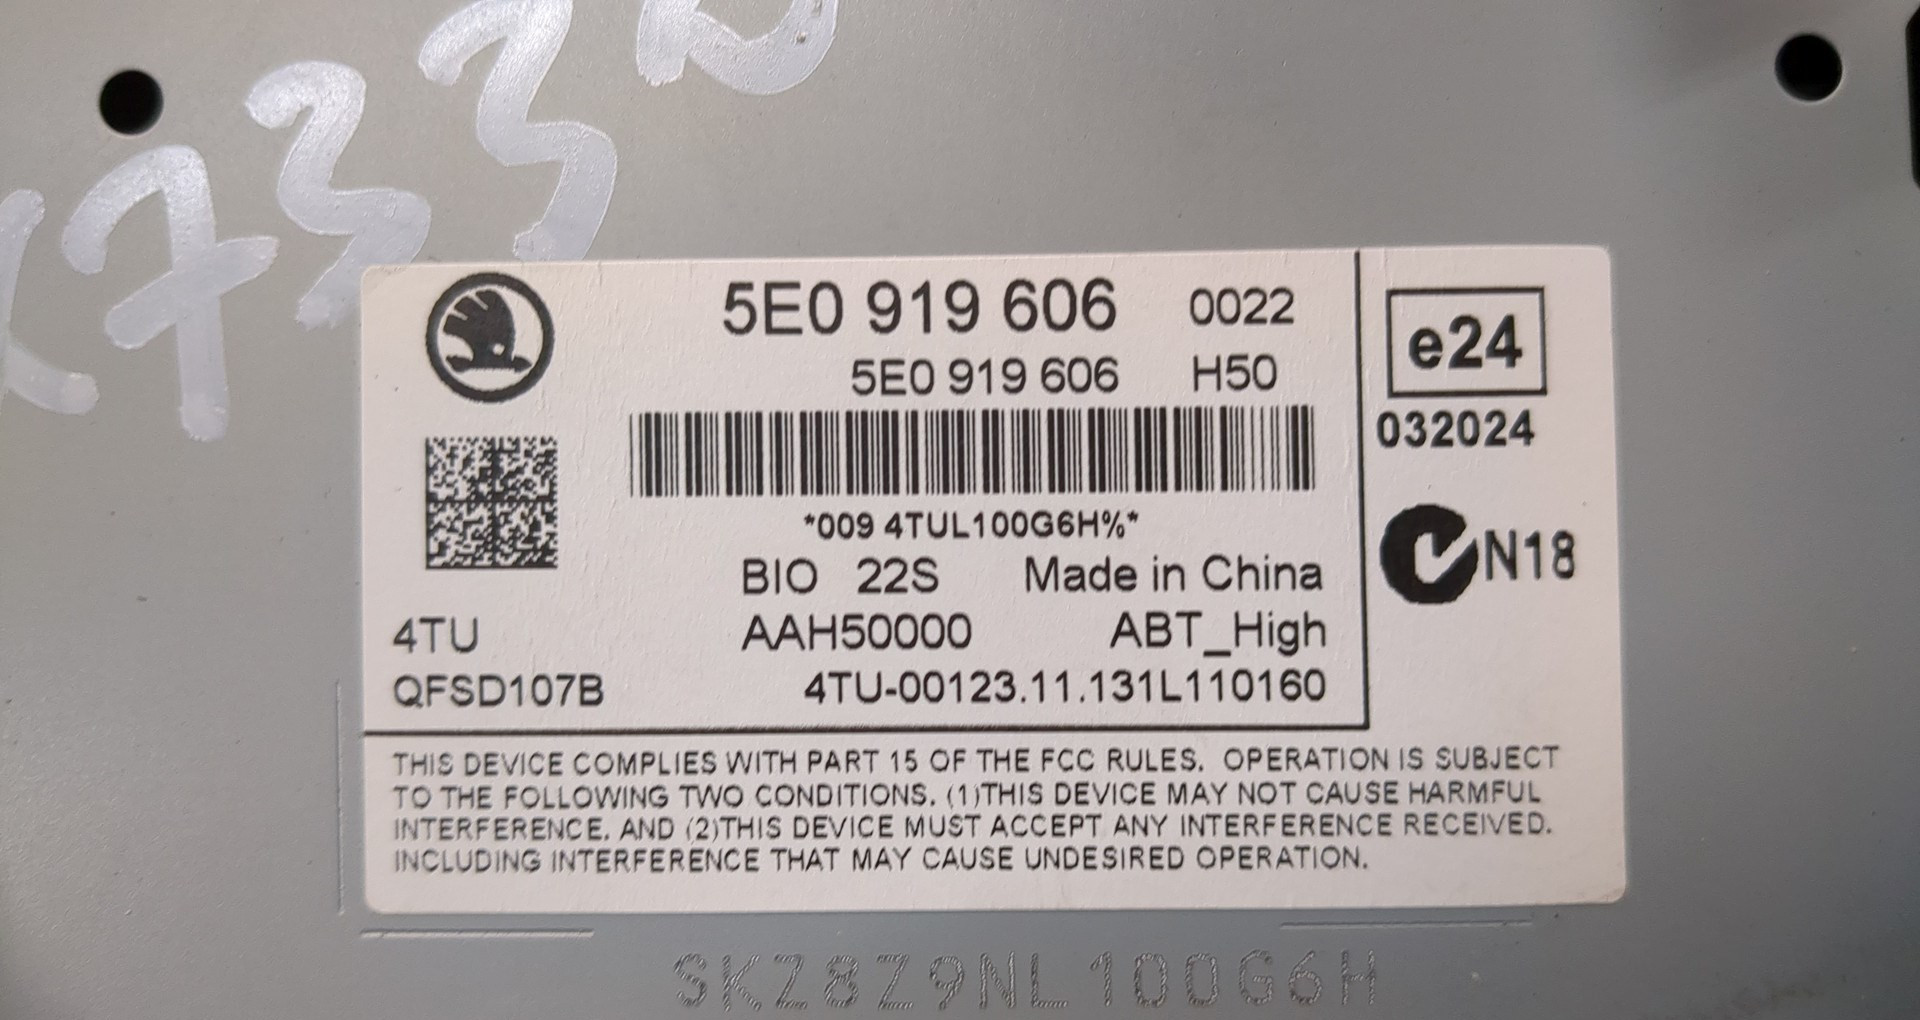 733
5E0 919 606 0022
5E0 919 606 H50
*009 4TUL100G6H%*
BIO 22S Made in China
4TU AAH50000 ABT_High
QFSD107B 4TU-00123.11.131L110160
e24
032024
N18
THIS DEVICE COMPLIES WITH PART 15 OF THE FCC RULES. OPERATION IS SUBJECT
TO THE FOLLOWING TWO CONDITIONS. (1)THIS DEVICE MAY NOT CAUSE HARMFUL
INTERFERENCE. AND (2)THIS DEVICE MUST ACCEPT ANY INTERFERENCE RECEIVED.
INCLUDING INTERFERENCE THAT MAY CAUSE UNDESIRED OPERATION.
SKZ8Z9NL100G6H